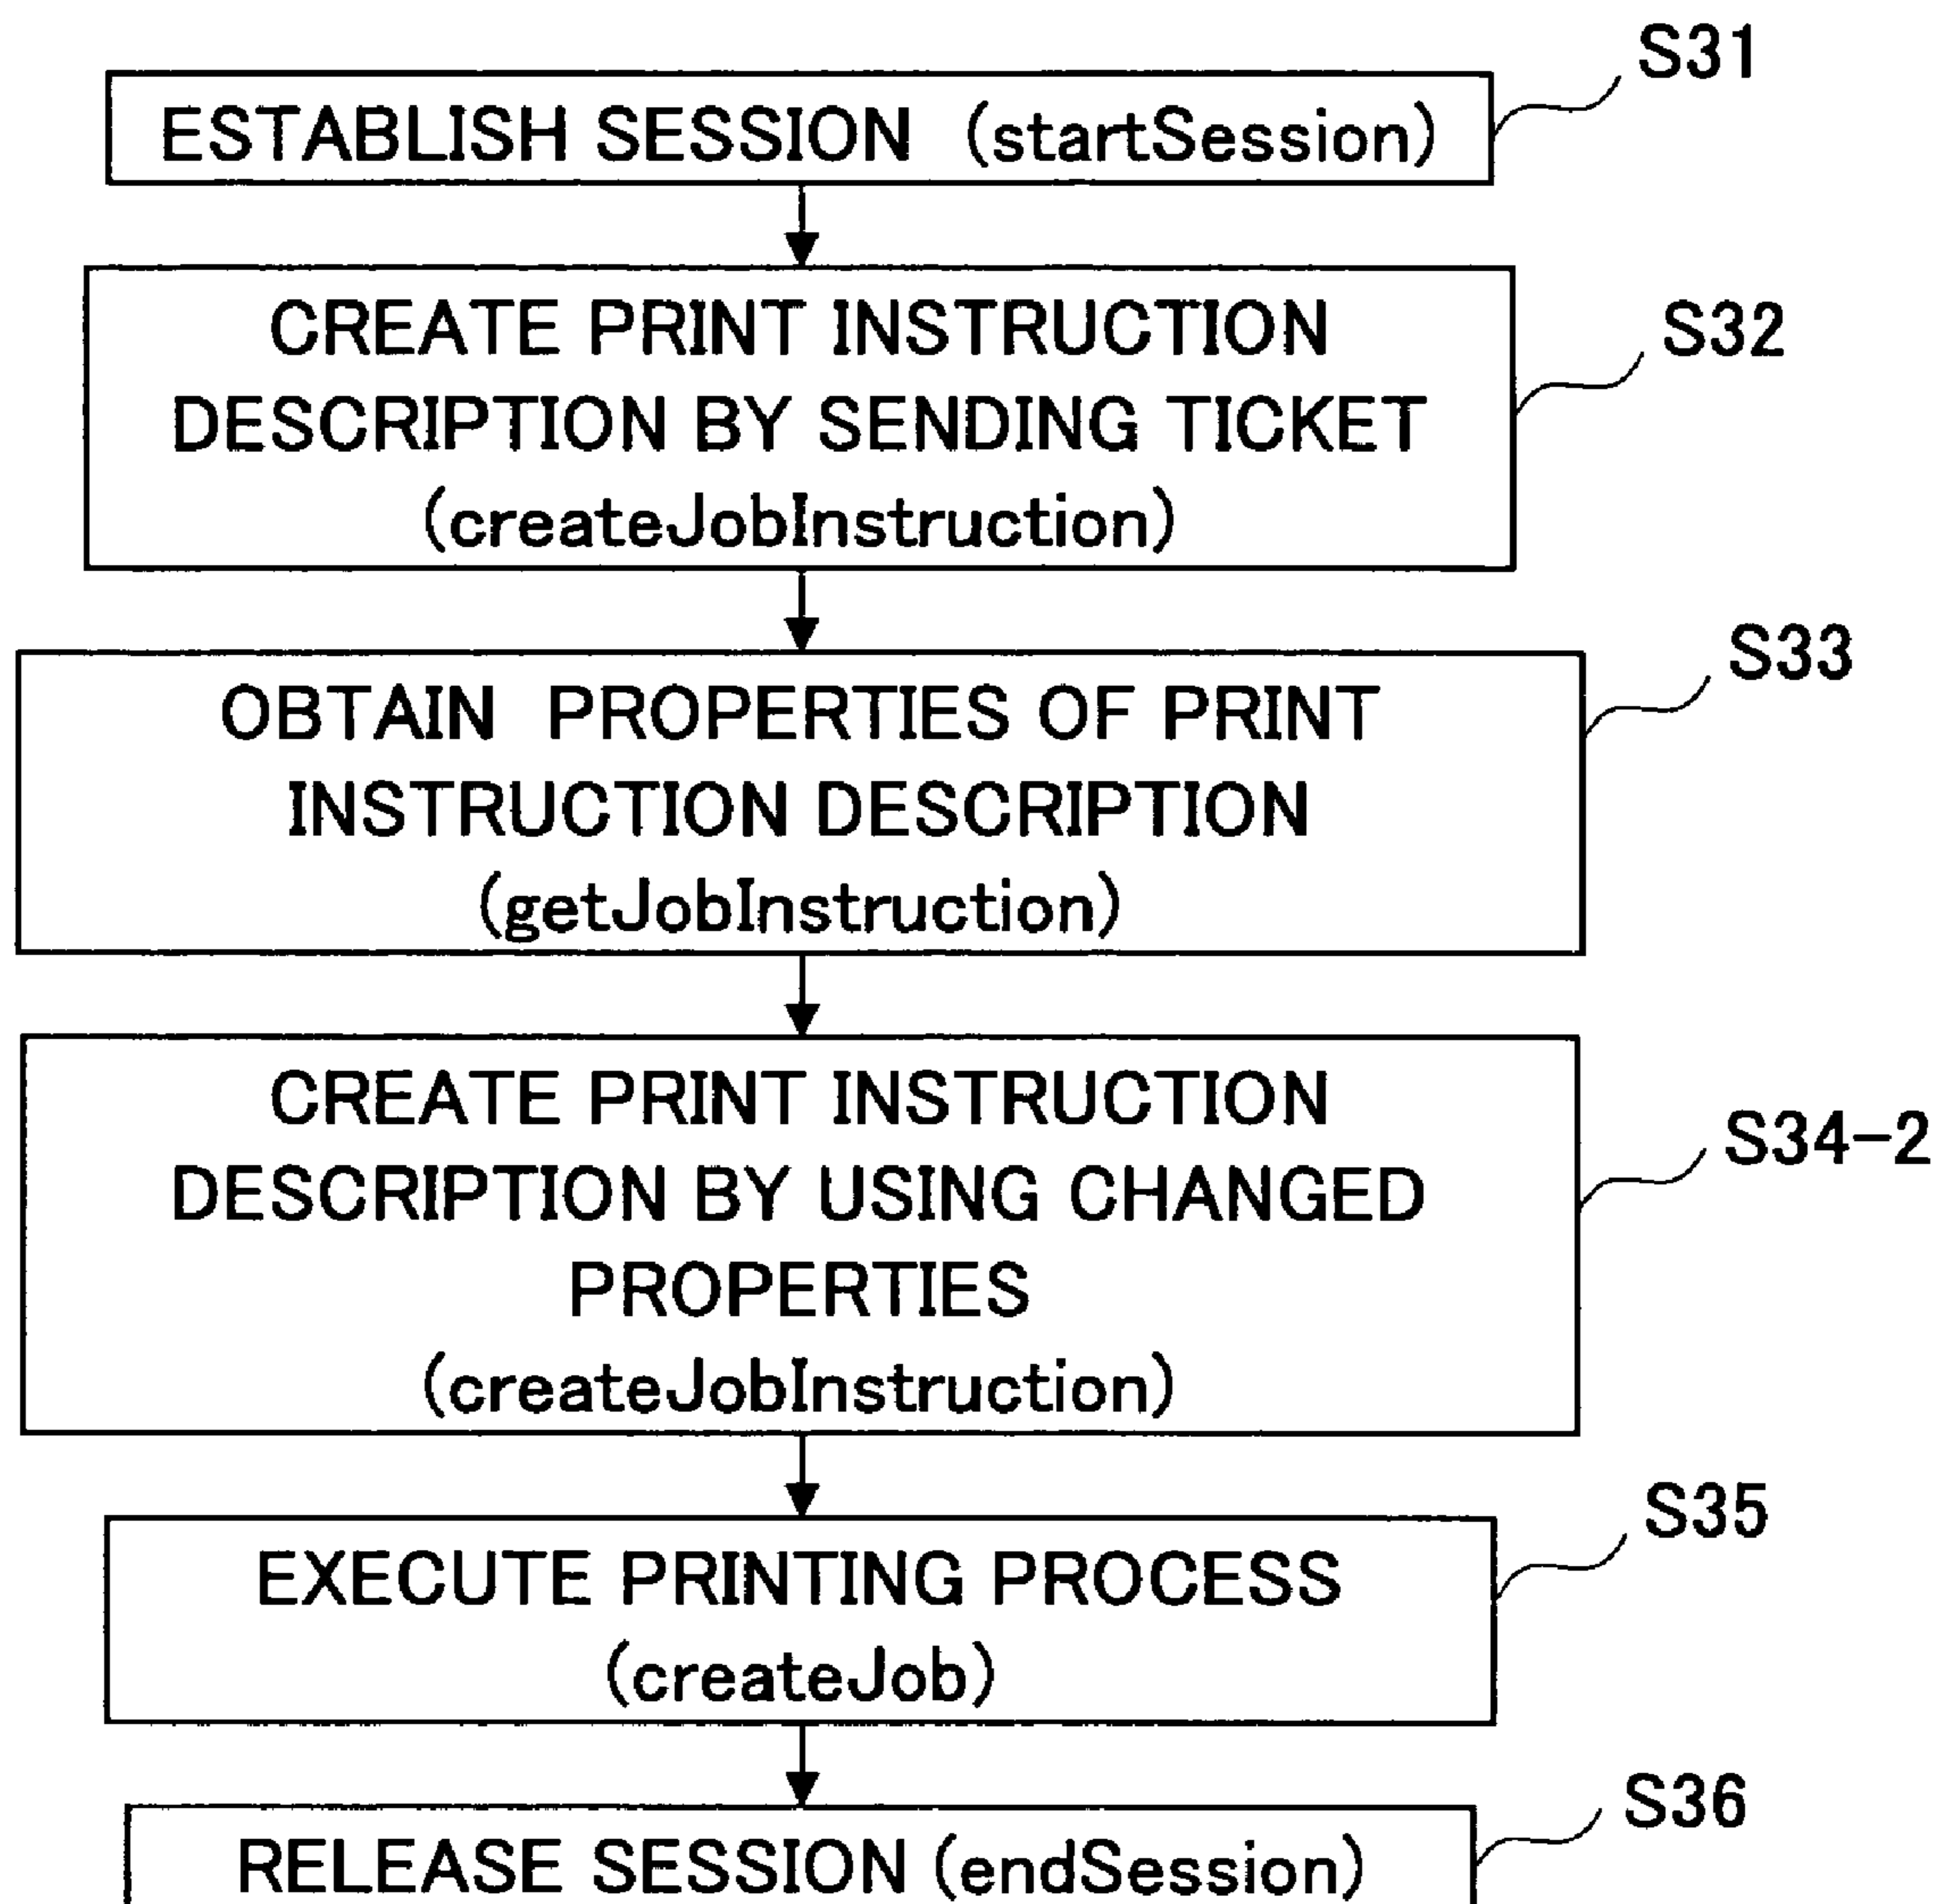 S31
ESTABLISH SESSION (startSession)
S32
CREATE PRINT INSTRUCTION
DESCRIPTION BY SENDING TICKET
(createJobInstruction)
S33
OBTAIN PROPERTIES OF PRINT
INSTRUCTION DESCRIPTION
(getJobInstruction)
S34-2
CREATE PRINT INSTRUCTION
DESCRIPTION BY USING CHANGED
PROPERTIES
(createJobInstruction)
S35
EXECUTE PRINTING PROCESS
(createJob)
S36
RELEASE SESSION (endSession)